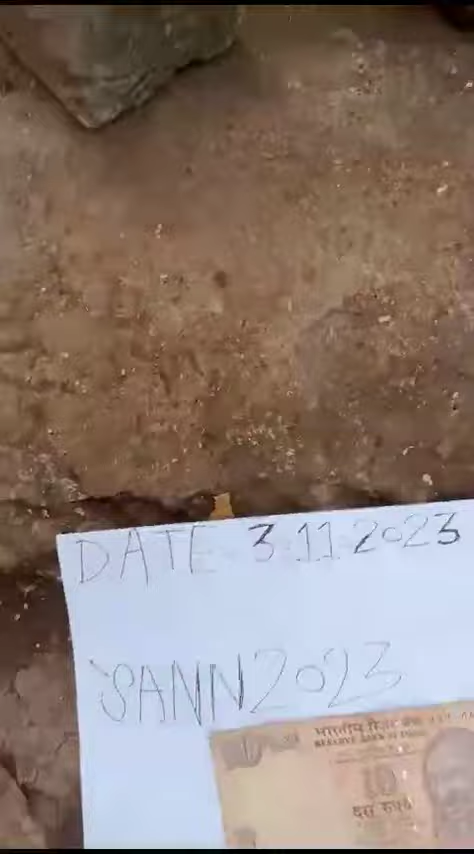 DATE 3 11 2023
SANN2023
भारतीय रिज़र्व बैंक
RESERVE BANK OF INDIA
10
दस रुपये